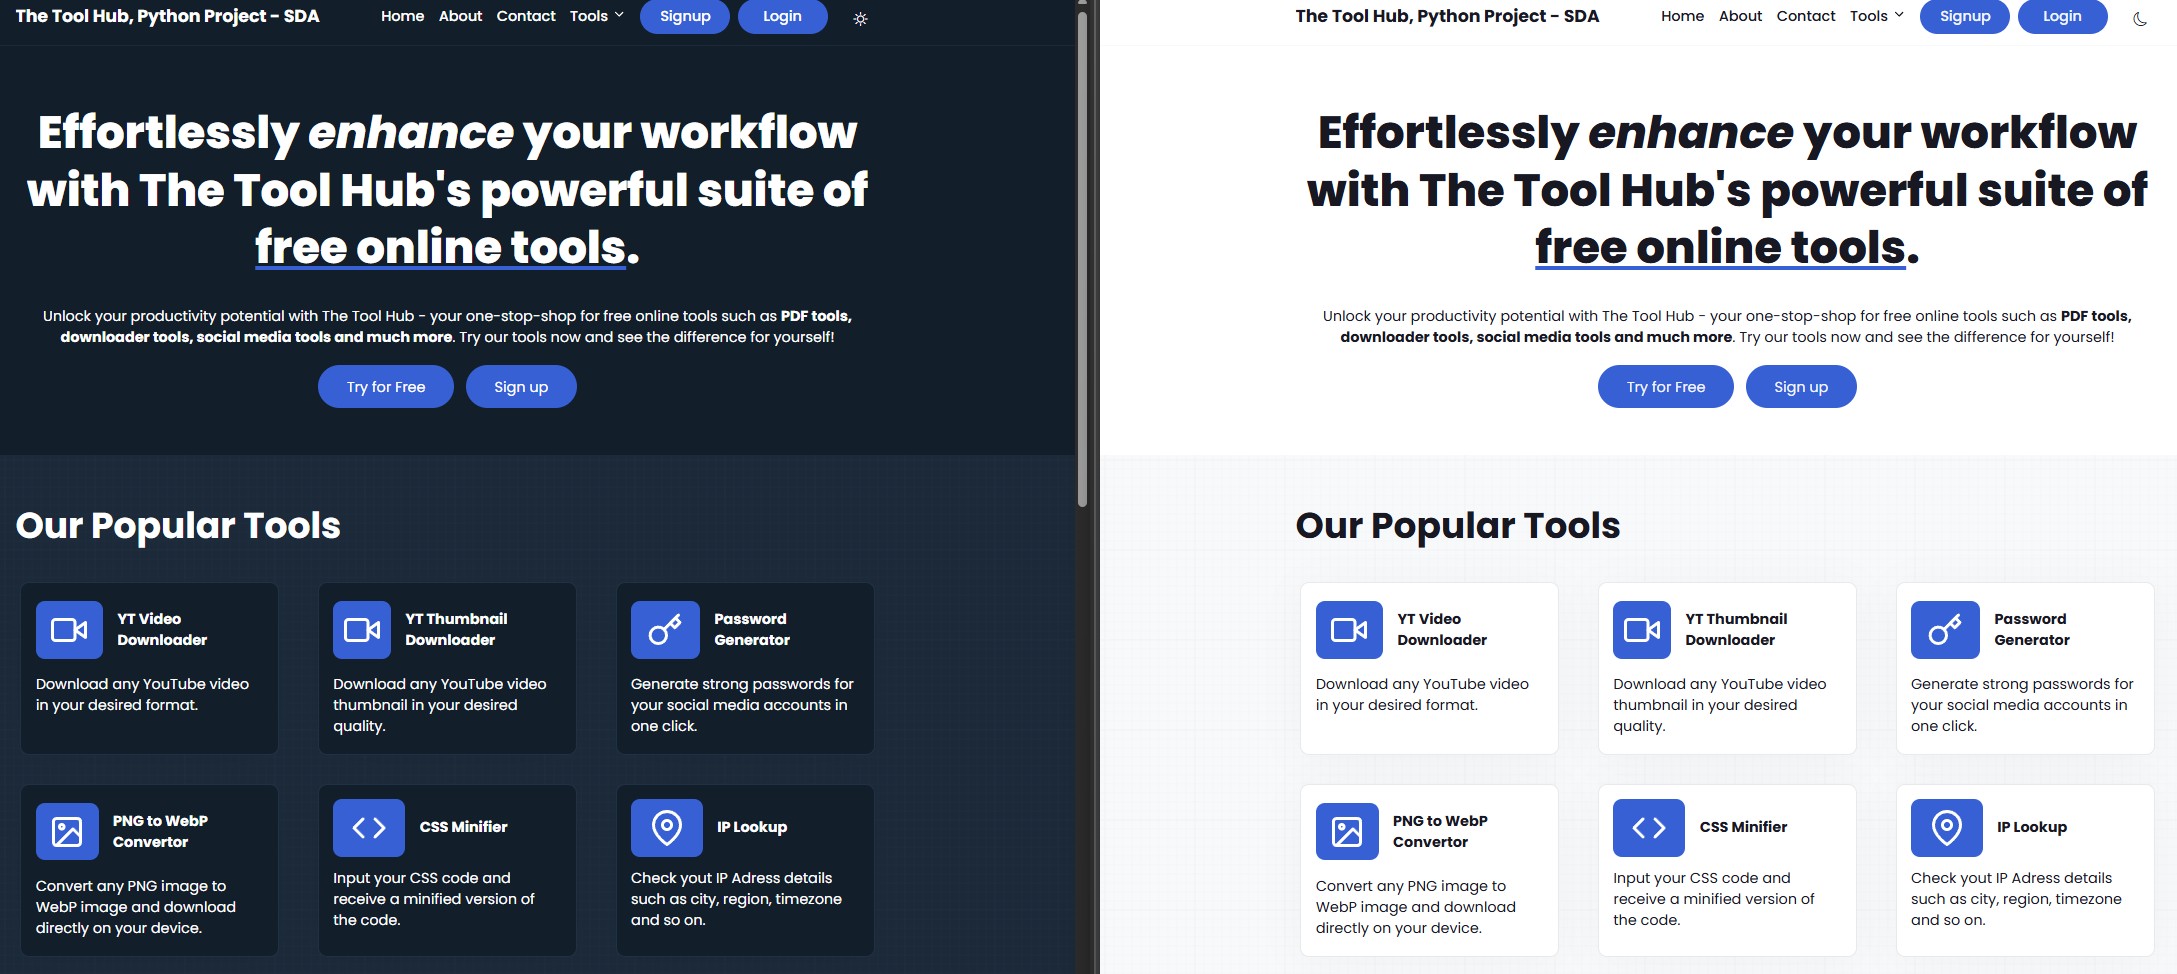 The Tool Hub, Python Project - SDA
Home About Contact Tools Signup Login
Effortlessly enhance your workflow
with The Tool Hub's powerful suite of
free online tools.
Unlock your productivity potential with The Tool Hub - your one-stop-shop for free online tools such as PDF tools,
downloader tools, social media tools and much more. Try our tools now and see the difference for yourself!
Try for Free Sign up
Our Popular Tools
YT Video
Downloader
Download any YouTube video
in your desired format.
YT Thumbnail
Downloader
Download any YouTube video
thumbnail in your desired
quality.
Password
Generator
Generate strong passwords for
your social media accounts in
one click.
PNG to WebP
Convertor
Convert any PNG image to
WebP image and download
directly on your device.
CSS Minifier
Input your CSS code and
receive a minified version of
the code.
IP Lookup
Check yout IP Adress details
such as city, region, timezone
and so on.
The Tool Hub, Python Project - SDA
Home About Contact Tools Signup Login
Effortlessly enhance your workflow
with The Tool Hub's powerful suite of
free online tools.
Unlock your productivity potential with The Tool Hub - your one-stop-shop for free online tools such as PDF tools,
downloader tools, social media tools and much more. Try our tools now and see the difference for yourself!
Try for Free Sign up
Our Popular Tools
YT Video
Downloader
Download any YouTube video
in your desired format.
YT Thumbnail
Downloader
Download any YouTube video
thumbnail in your desired
quality.
Password
Generator
Generate strong passwords for
your social media accounts in
one click.
PNG to WebP
Convertor
Convert any PNG image to
WebP image and download
directly on your device.
CSS Minifier
Input your CSS code and
receive a minified version of
the code.
IP Lookup
Check yout IP Adress details
such as city, region, timezone
and so on.